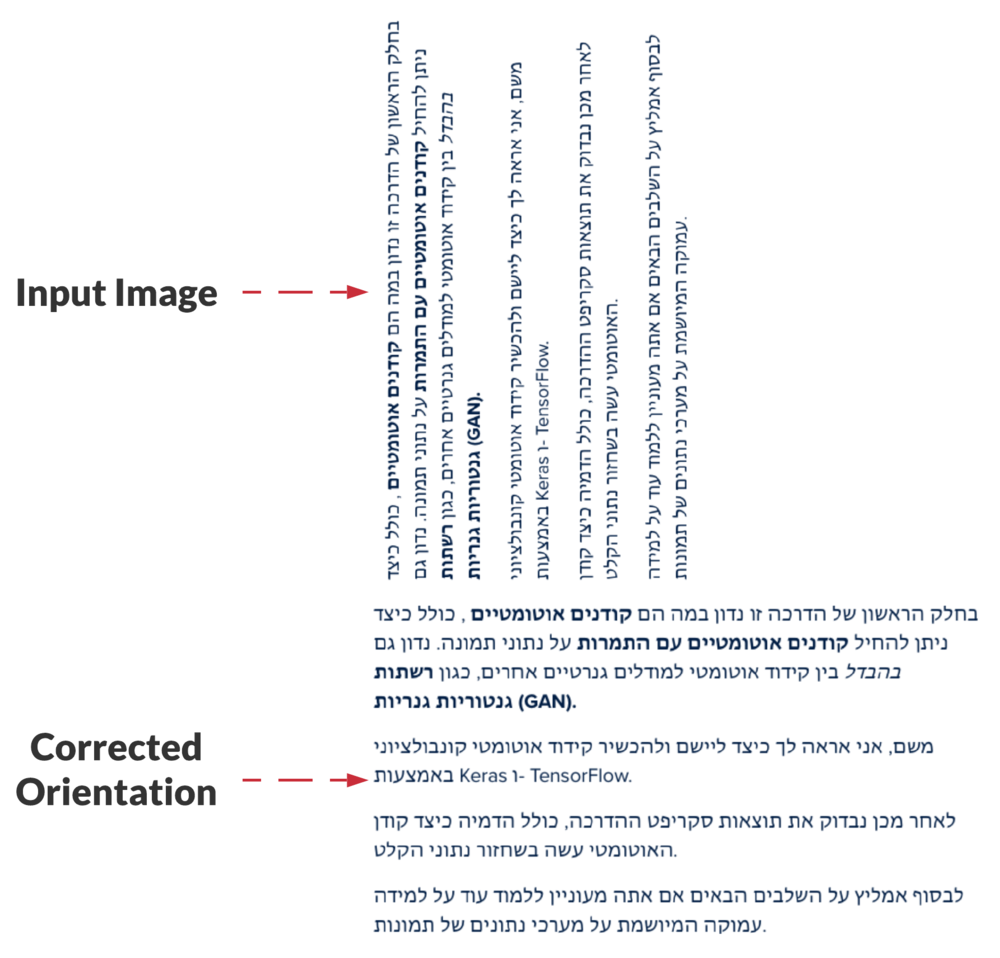 Input Image
בחלק הראשון של הדרכה זו נדון במה הם קודנים אוטומטיים , כולל כיצד
ניתן להחיל קודנים אוטומטיים עם התמרות על נתוני תמונה. נדון גם
בהבדל בין קידוד אוטומטי למודלים גנרטיים אחרים, כגון רשתות
גנטוריות גנריות (GAN).
משם, אני אראה לך כיצד ליישם ולהכשיר קידוד אוטומטי קונבולציוני
באמצעות Keras ו- TensorFlow.
לאחר מכן נבדוק את תוצאות סקריפט ההדרכה, כולל הדמיה כיצד קודן
האוטומטי עשה בשחזור נתוני הקלט.
לבסוף אמליץ על השלבים הבאים אם אתה מעוניין ללמוד עוד על למידה
עמוקה המיושמת על מערכי נתונים של תמונות.
Corrected
Orientation
בחלק הראשון של הדרכה זו נדון במה הם קודנים אוטומטיים , כולל כיצד
ניתן להחיל קודנים אוטומטיים עם התמרות על נתוני תמונה. נדון גם
בהבדל בין קידוד אוטומטי למודלים גנרטיים אחרים, כגון רשתות
גנטוריות גנריות (GAN).
משם, אני אראה לך כיצד ליישם ולהכשיר קידוד אוטומטי קונבולציוני
באמצעות Keras ו- TensorFlow.
לאחר מכן נבדוק את תוצאות סקריפט ההדרכה, כולל הדמיה כיצד קודן
האוטומטי עשה בשחזור נתוני הקלט.
לבסוף אמליץ על השלבים הבאים אם אתה מעוניין ללמוד עוד על למידה
עמוקה המיושמת על מערכי נתונים של תמונות.